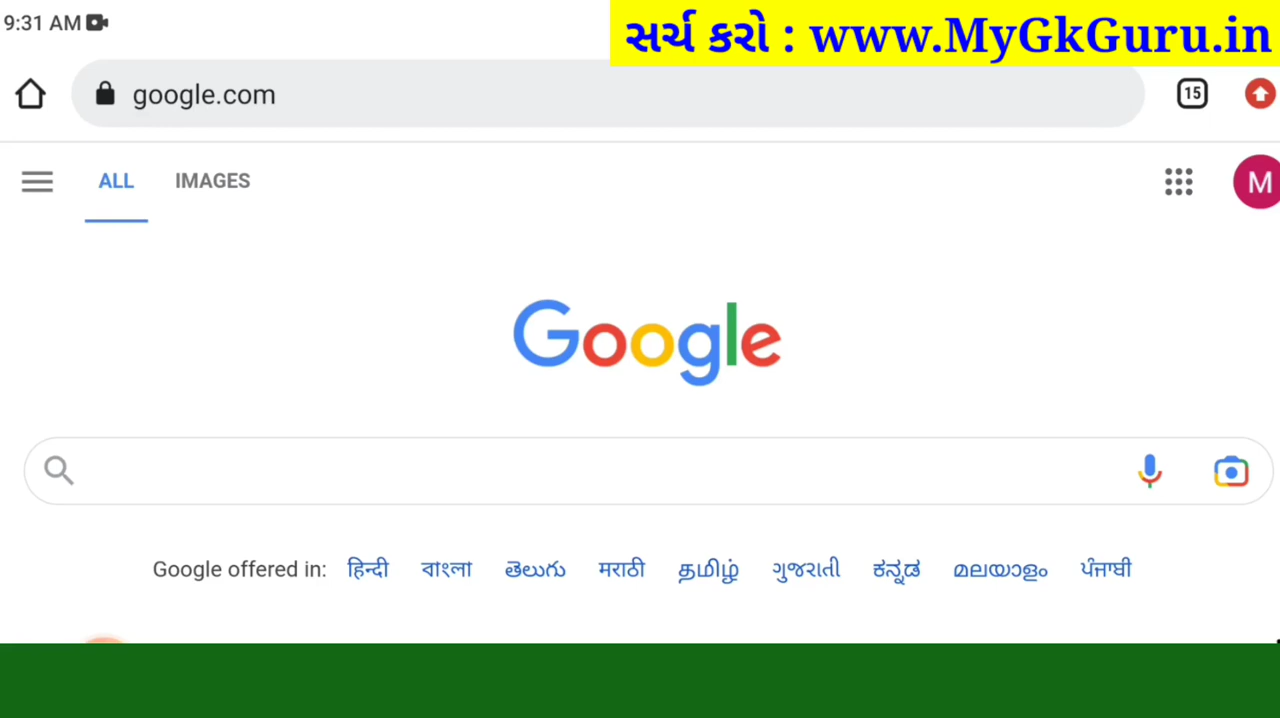 9:31 AM
સર્ચ કરો : www.MyGkGuru.in
google.com
15
ALL IMAGES
M
Google
Google offered in: हिन्दी বাংলা తెలుగు मराठी தமிழ் ગુજરાતી ಕನ್ನಡ മലയാളം ਪੰਜਾਬੀ